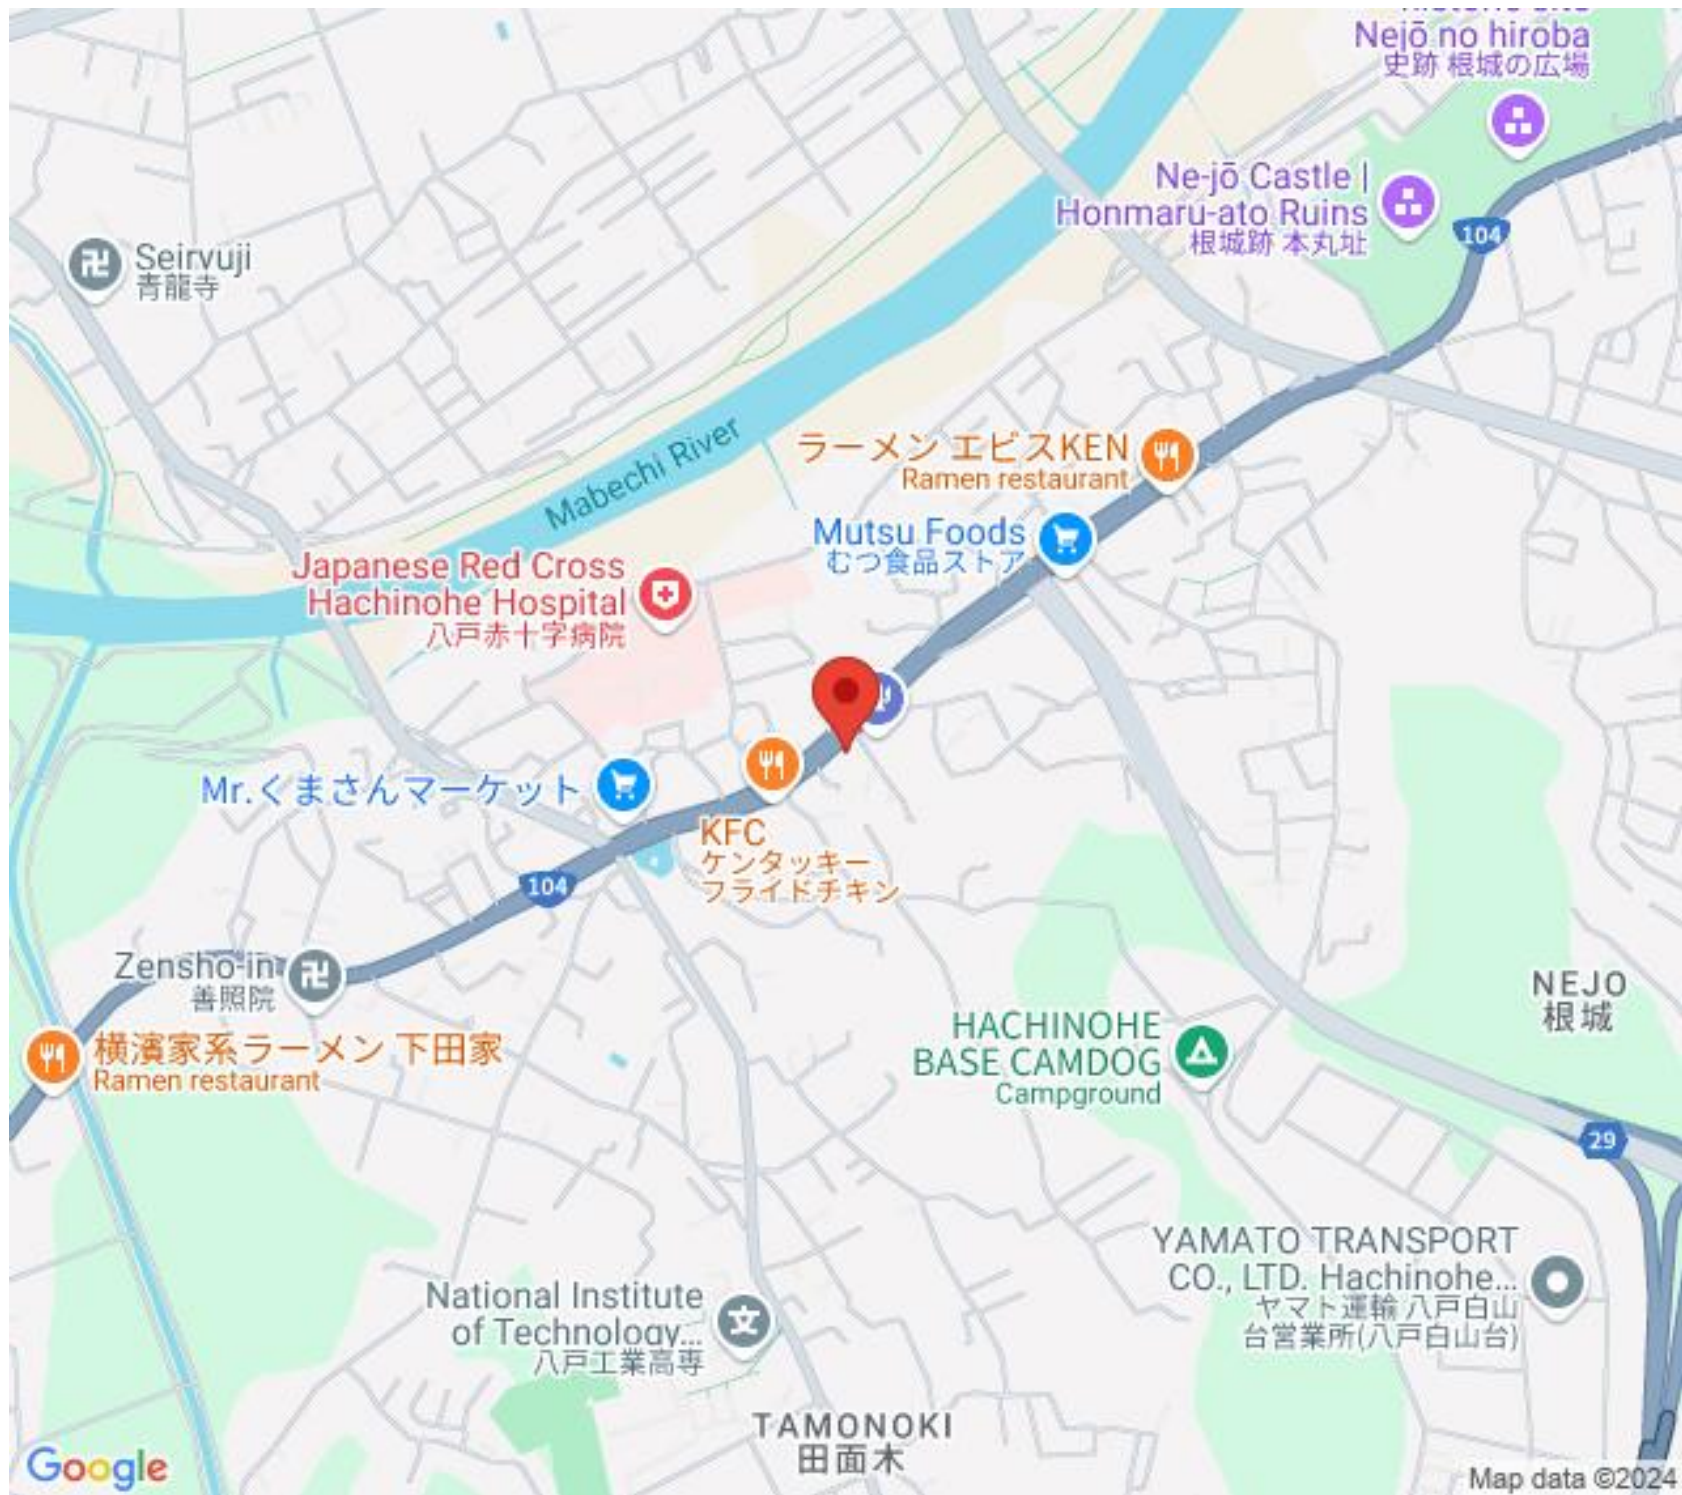 Nejō no hiroba
史跡 根城の広場
Ne-jō Castle |
Honmaru-ato Ruins
根城跡 本丸址
104
Seiryuji
青龍寺
ラーメン エビスKEN
Ramen restaurant
Mabechi River
Mutsu Foods
むつ食品ストア
Japanese Red Cross
Hachinohe Hospital
八戸赤十字病院
Mr.くまさんマーケット
KFC
ケンタッキー
フライドチキン
104
Zensho-in
善照院
横濱家系ラーメン 下田家
Ramen restaurant
NEJO
根城
HACHINOHE
BASE CAMDOG
Campground
29
YAMATO TRANSPORT
CO., LTD. Hachinohe...
ヤマト運輸 八戸白山
台営業所(八戸白山台)
National Institute
of Technology...
八戸工業高専
TAMONOKI
田面木
Google
Map data ©2024